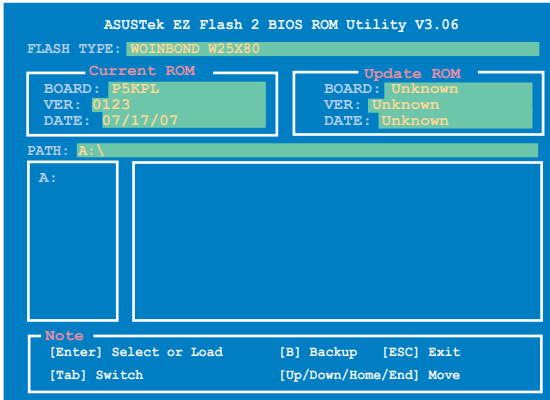 ASUSTek EZ Flash 2 BIOS ROM Utility V3.06
FLASH TYPE: WOINBOND W25X80
Current ROM
BOARD: P5KPL
VER: 0123
DATE: 07/17/07
Update ROM
BOARD: Unknown
VER: Unknown
DATE: Unknown
PATH: A:\
A:
Note
[Enter] Select or Load [B] Backup [ESC] Exit
[Tab] Switch [Up/Down/Home/End] Move